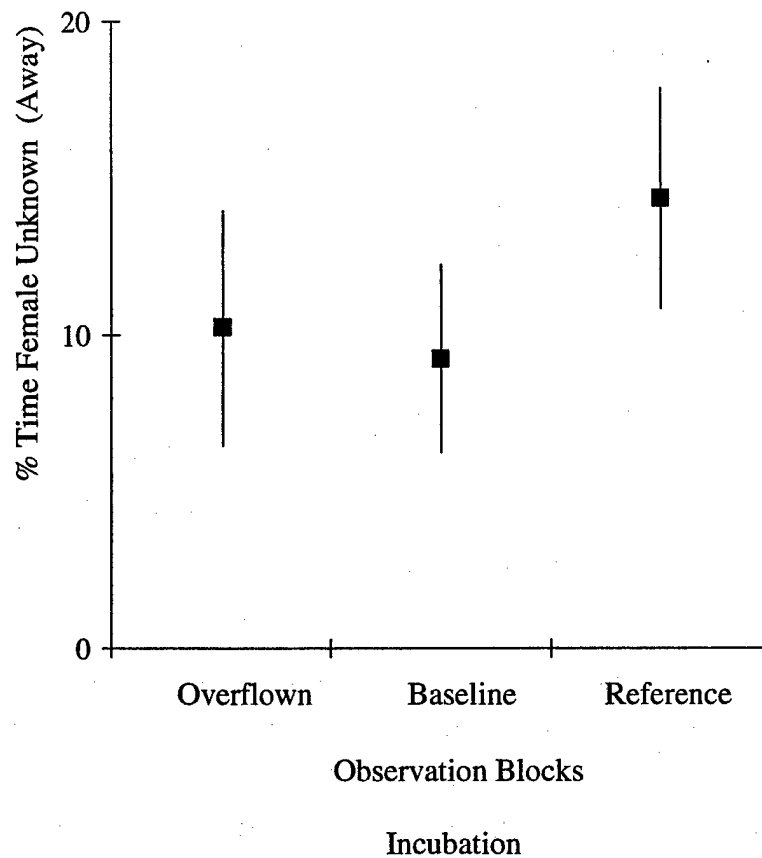 % Time Female Unknown (Away)
20
10
0
Overflown Baseline Reference
Observation Blocks
Incubation